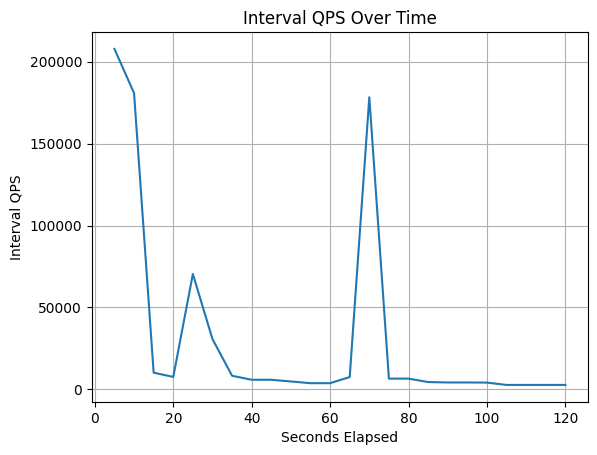 Interval QPS Over Time
200000
150000
100000
50000
0
Interval QPS
0 20 40 60 80 100 120
Seconds Elapsed